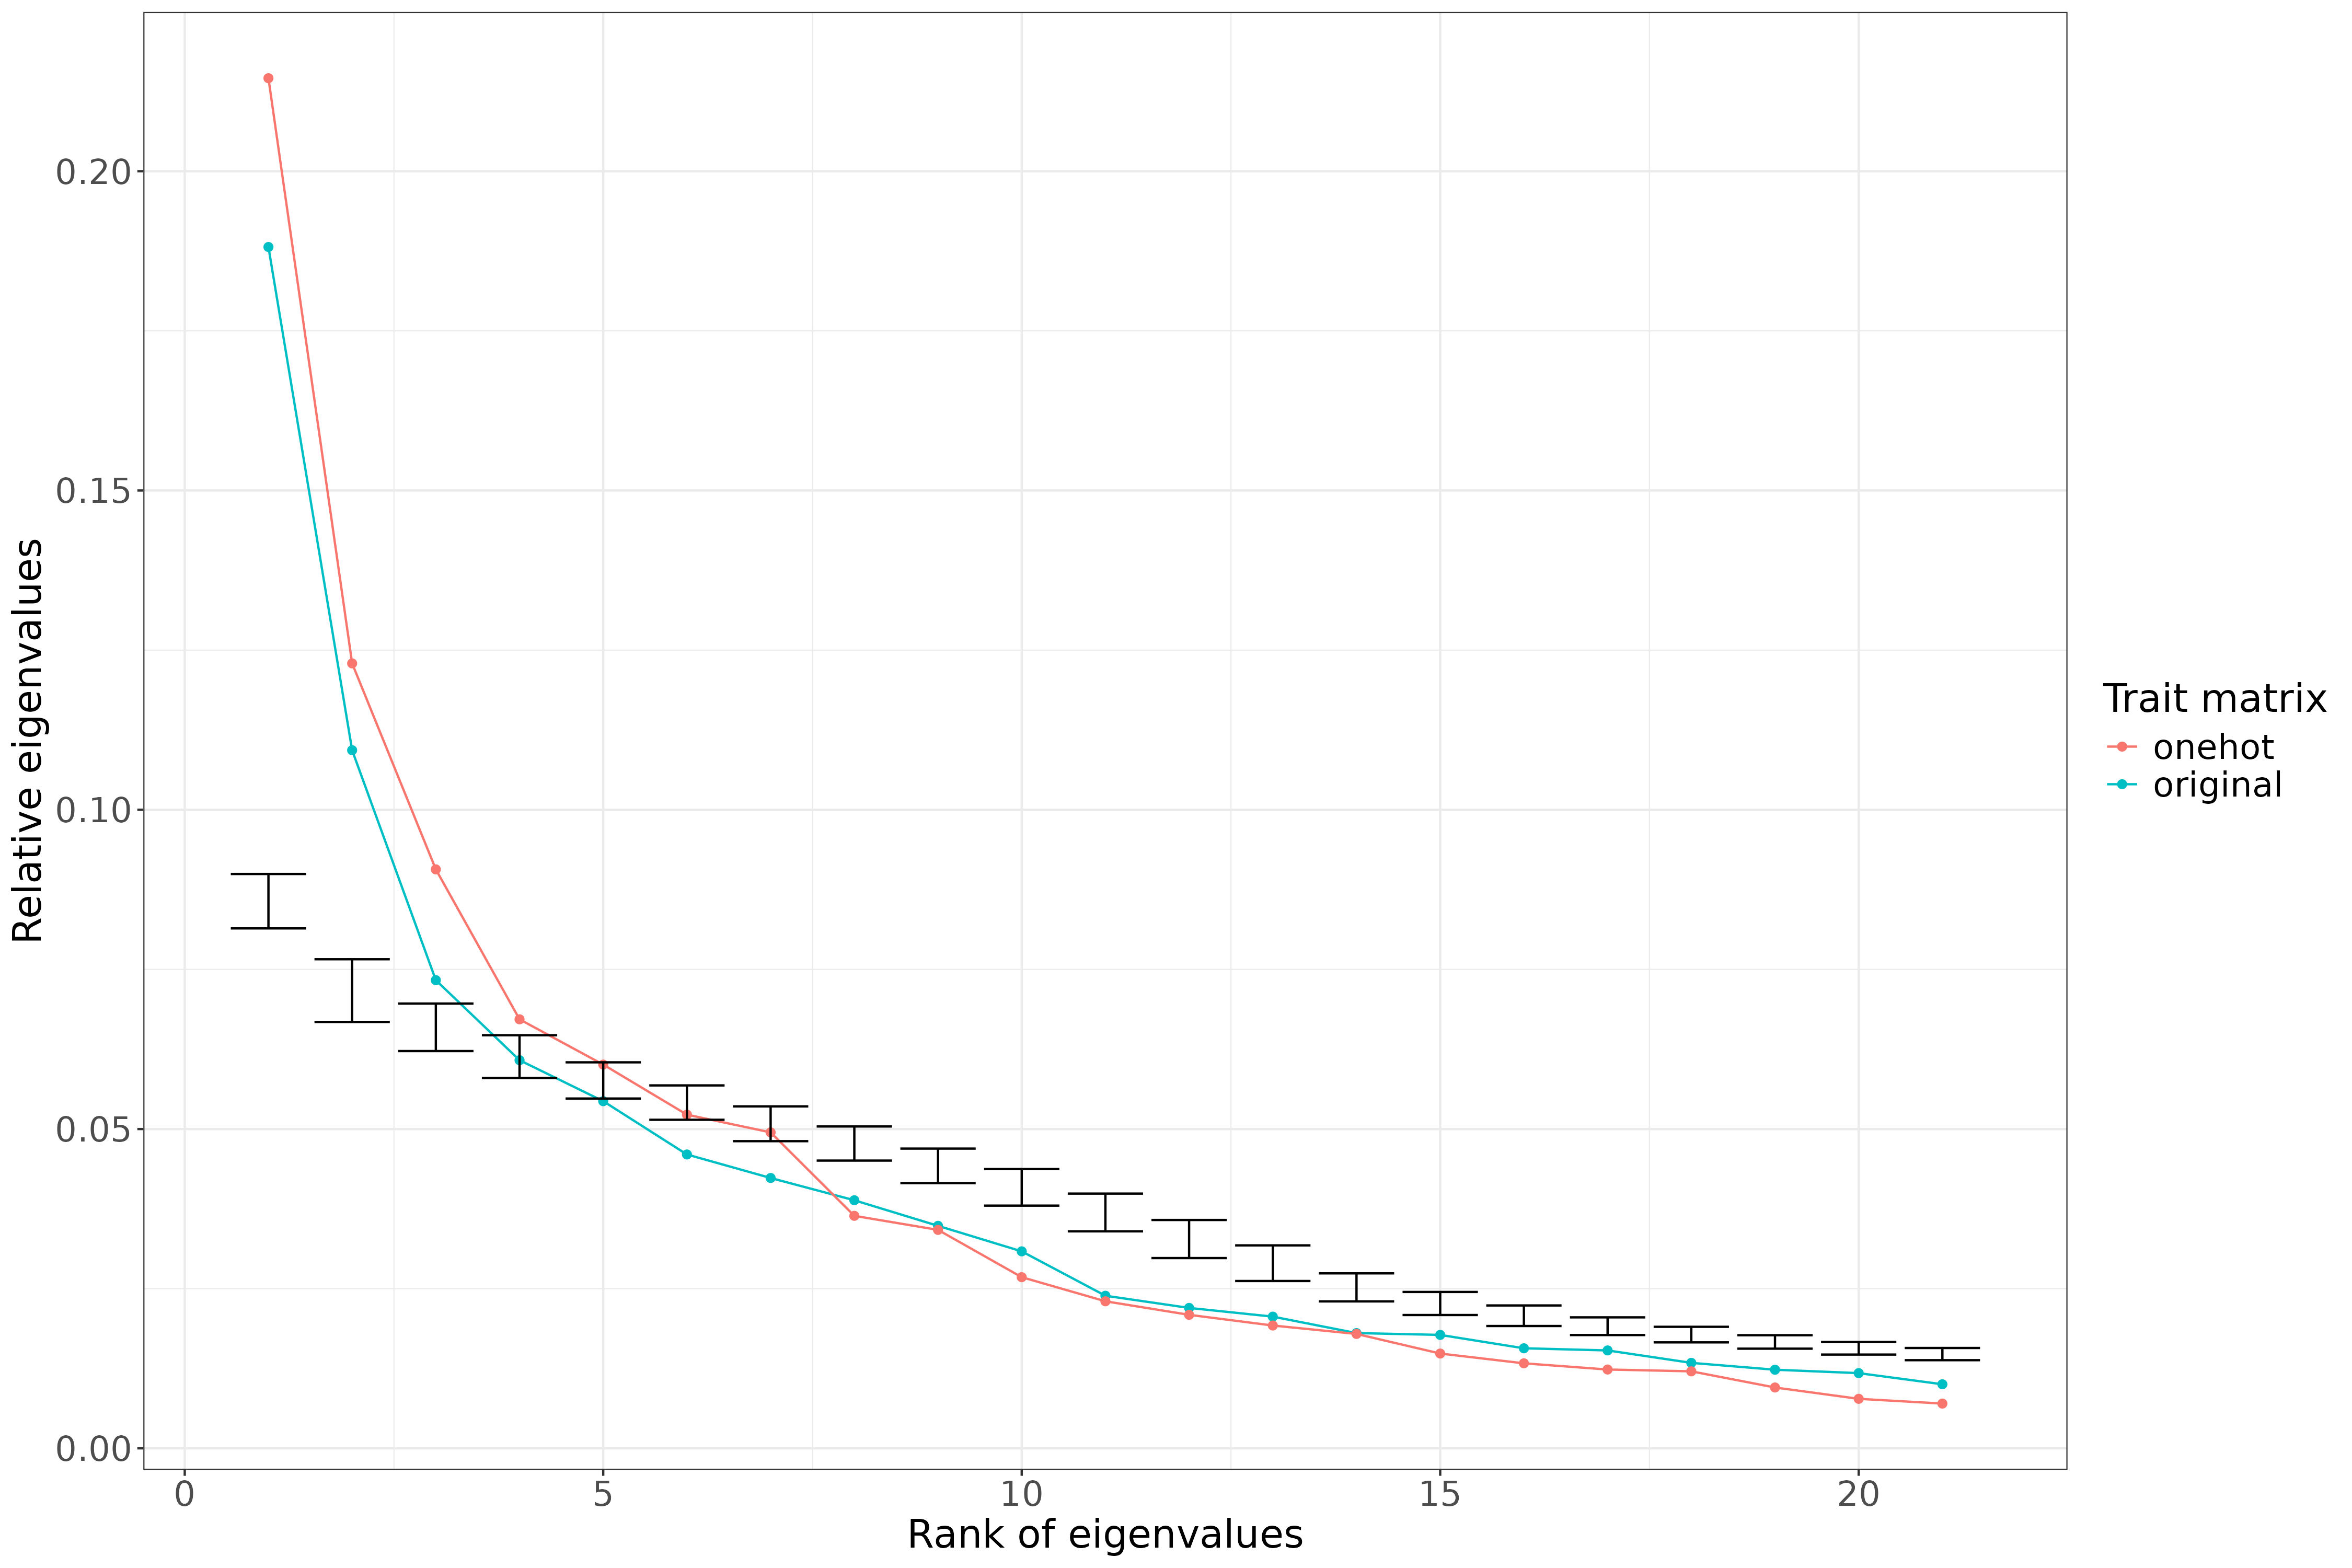 0.20
0.15
0.10
0.05
0.00
Relative eigenvalues
0 5 10 15 20
Rank of eigenvalues
Trait matrix
onehot
original